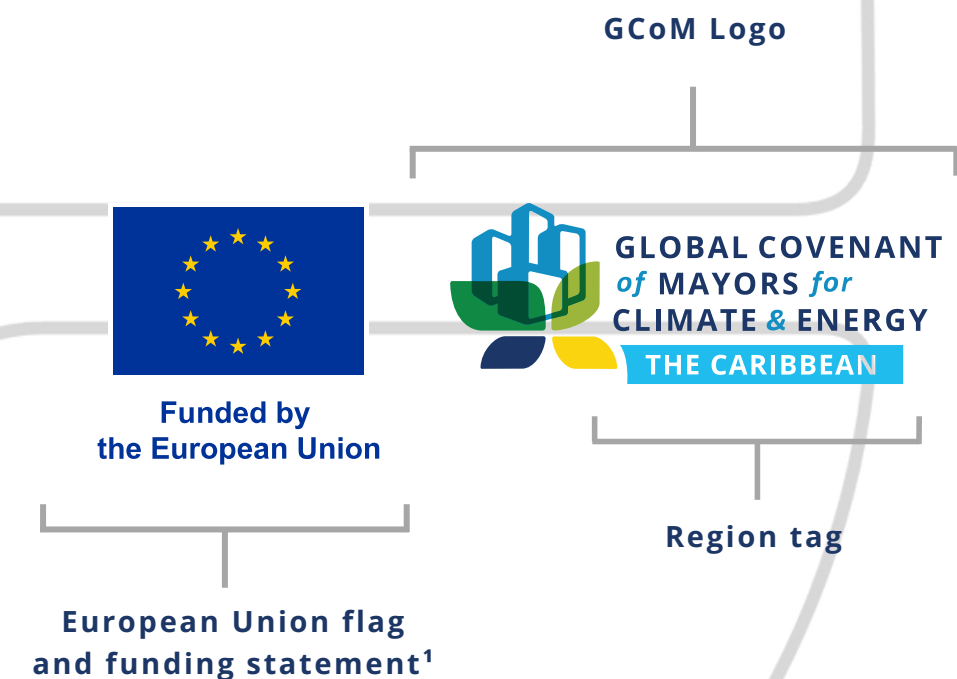 GCoM Logo
GLOBAL COVENANT
of MAYORS for
CLIMATE & ENERGY
THE CARIBBEAN
Funded by
the European Union
Region tag
European Union flag
and funding statement¹